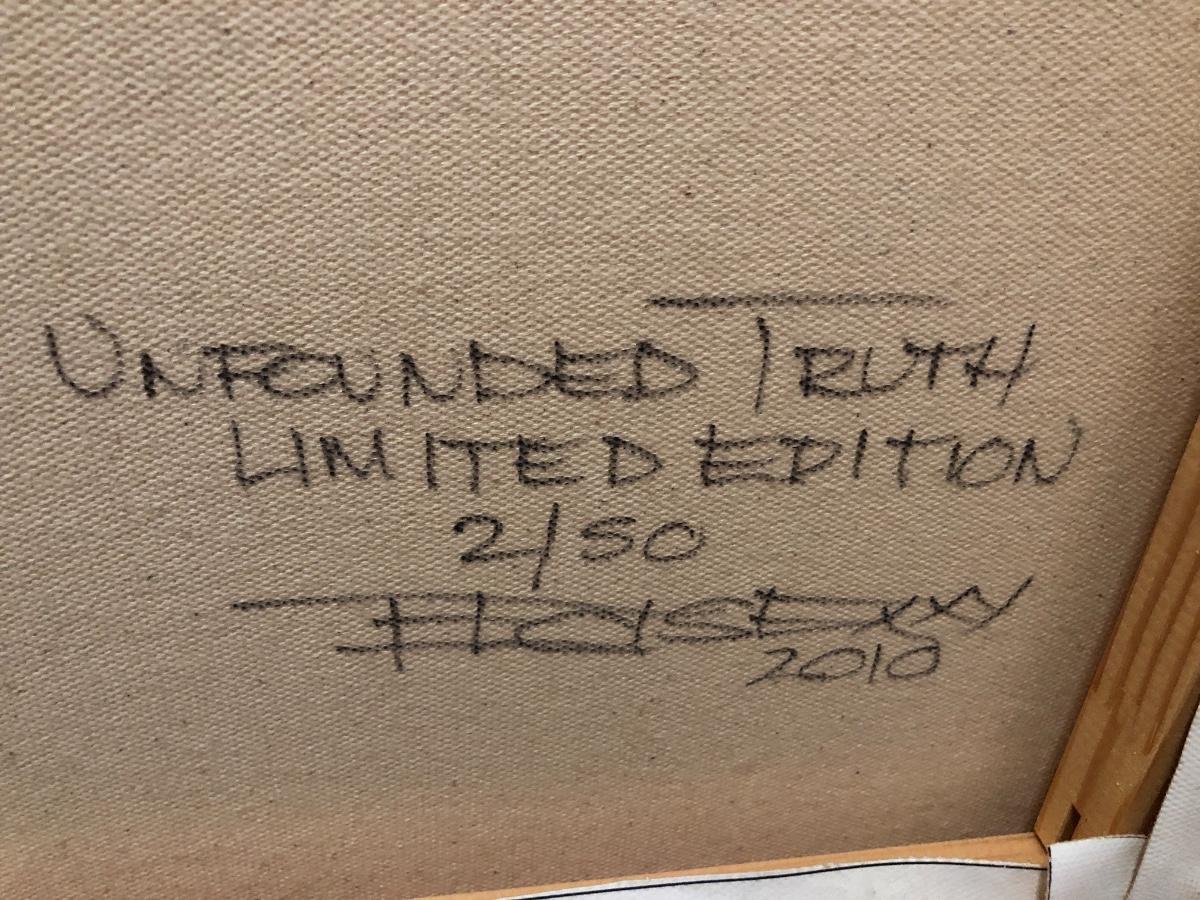 UNFOUNDED TRUTH
LIMITED EDITION
2/50
2010